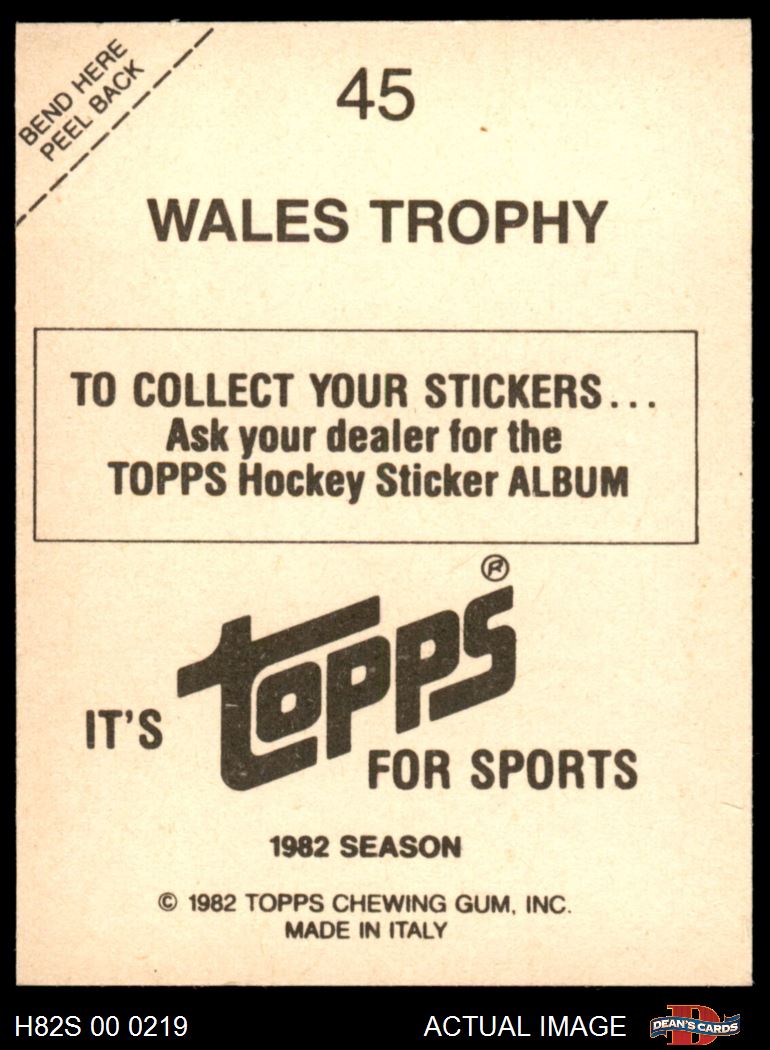 BEND HERE
PEEL BACK
45
WALES TROPHY
TO COLLECT YOUR STICKERS...
Ask your dealer for the
TOPPS Hockey Sticker ALBUM
IT'S topps®
FOR SPORTS
1982 SEASON
© 1982 TOPPS CHEWING GUM, INC.
MADE IN ITALY
H82S 00 0219
ACTUAL IMAGE
D
DEAN'S CARDS